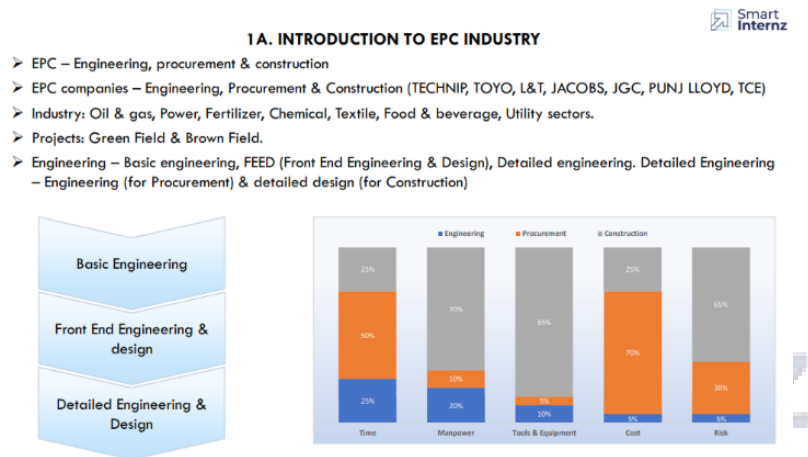 Smart
Internz
1A. INTRODUCTION TO EPC INDUSTRY
➢ EPC – Engineering, procurement & construction
➢ EPC companies – Engineering, Procurement & Construction (TECHNIP, TOYO, L&T, JACOBS, JGC, PUNJ LLOYD, TCE)
➢ Industry: Oil & gas, Power, Fertilizer, Chemical, Textile, Food & beverage, Utility sectors.
➢ Projects: Green Field & Brown Field.
➢ Engineering – Basic engineering, FEED (Front End Engineering & Design), Detailed engineering. Detailed Engineering
– Engineering (for Procurement) & detailed design (for Construction)
Basic Engineering
Front End Engineering &
design
Detailed Engineering &
Design
Engineering Procurement Construction
25% 70% 85% 25% 65%
50% 10% 5% 70% 30%
25% 20% 10% 5% 5%
Time Manpower Tools & Equipment Cost Risk